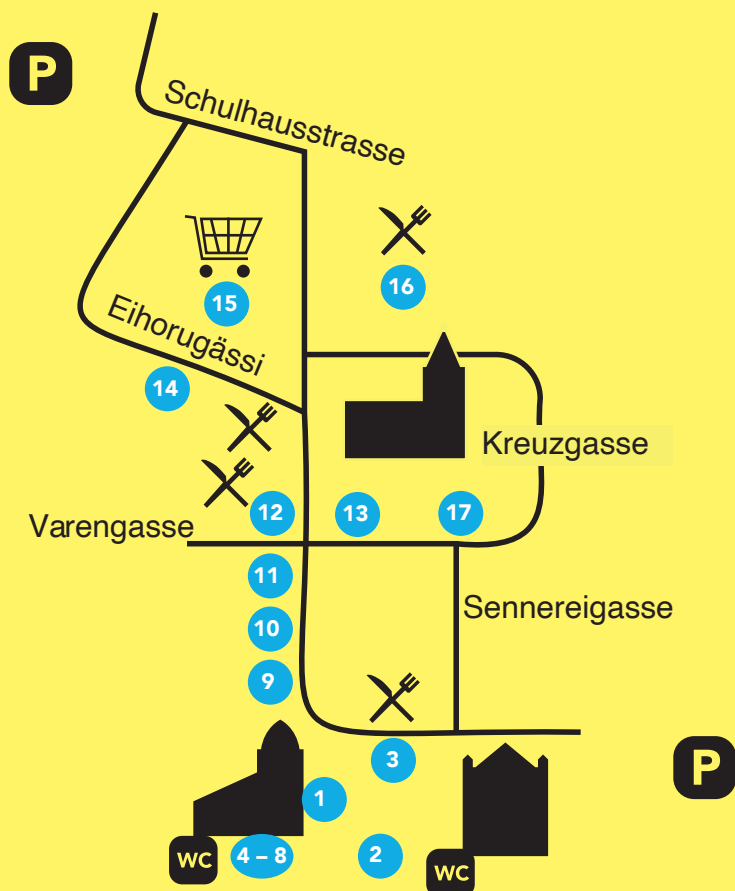 P
Schulhausstrasse
16
15
Eihorugässi
14
Kreuzgasse
12
13
17
Varengasse
11
Sennereigasse
10
9
3
P
1
WC
4 – 8
2
WC